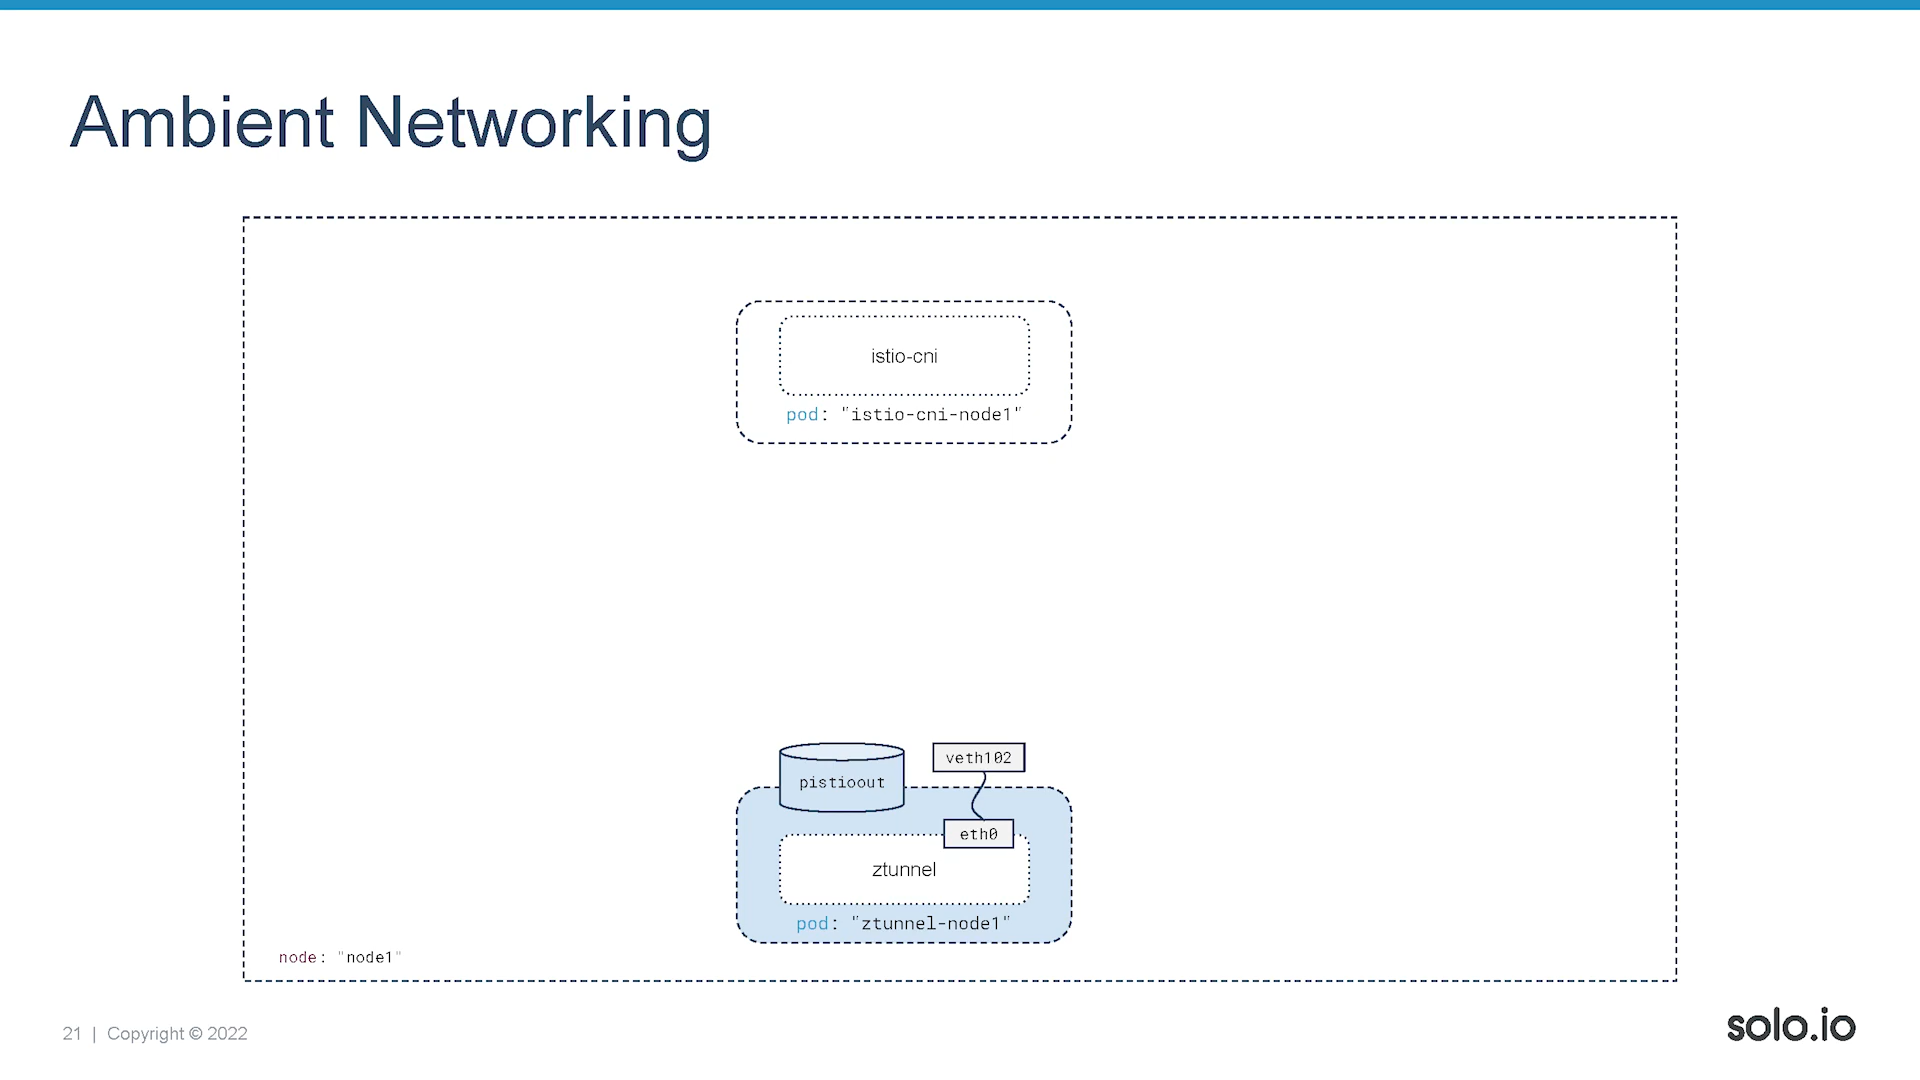 Ambient Networking
istio-cni
pod: "istio-cni-node1"
pistioout
veth102
eth0
ztunnel
pod: "ztunnel-node1"
node: "node1"
21 | Copyright © 2022
solo.io